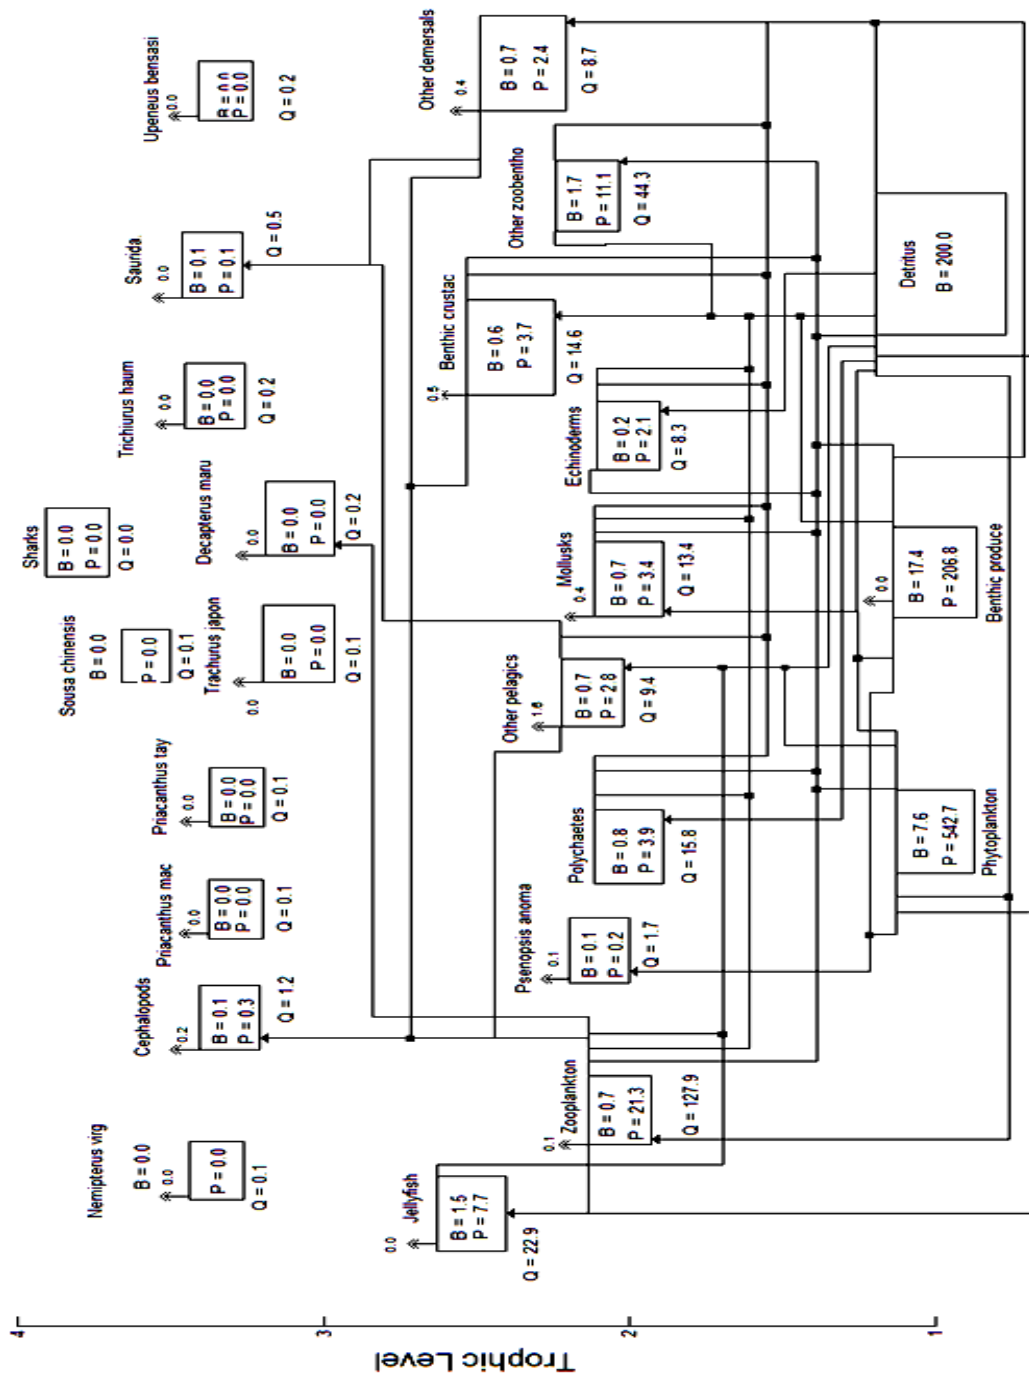 Trophic Level
4
3
2
1
Nemipterus virg
B = 0.0
0.0
P = 0.0
Q = 0.1
Cephalopods
0.2
B = 0.1
P = 0.3
Q = 1.2
Priacanthus mac
0.0
B = 0.0
P = 0.0
Q = 0.1
Priacanthus tay
0.0
B = 0.0
P = 0.0
Q = 0.1
Sousa chinensis
B = 0.0
P = 0.0
Q = 0.1
Trachurus japon
0.0
B = 0.0
P = 0.0
Q = 0.1
Sharks
B = 0.0
P = 0.0
Q = 0.0
Decapterus maru
0.0
B = 0.0
P = 0.0
Q = 0.2
Trichiurus haum
0.0
B = 0.0
P = 0.0
Q = 0.2
Saurida.
0.0
B = 0.1
P = 0.1
Q = 0.5
Upeneus bensasi
0.0
B = 0.0
P = 0.0
Q = 0.2
Jellyfish
0.0
B = 1.5
P = 7.7
Q = 22.9
Zooplankton
0.1
B = 0.7
P = 21.3
Q = 127.9
Psenopsis anoma
0.1
B = 0.1
P = 0.2
Q = 1.7
Polychaetes
B = 0.8
P = 3.9
Q = 15.8
Other pelagics
1.6
B = 0.7
P = 2.8
Q = 9.4
Mollusks
0.4
B = 0.7
P = 3.4
Q = 13.4
Echinoderms
B = 0.2
P = 2.1
Q = 8.3
Benthic crustac
0.5
B = 0.6
P = 3.7
Q = 14.6
Other zoobentho
B = 1.7
P = 11.1
Q = 44.3
Other demersals
0.4
B = 0.7
P = 2.4
Q = 8.7
Phytoplankton
B = 7.6
P = 542.7
Benthic produce
0.0
B = 17.4
P = 206.8
Detritus
B = 200.0